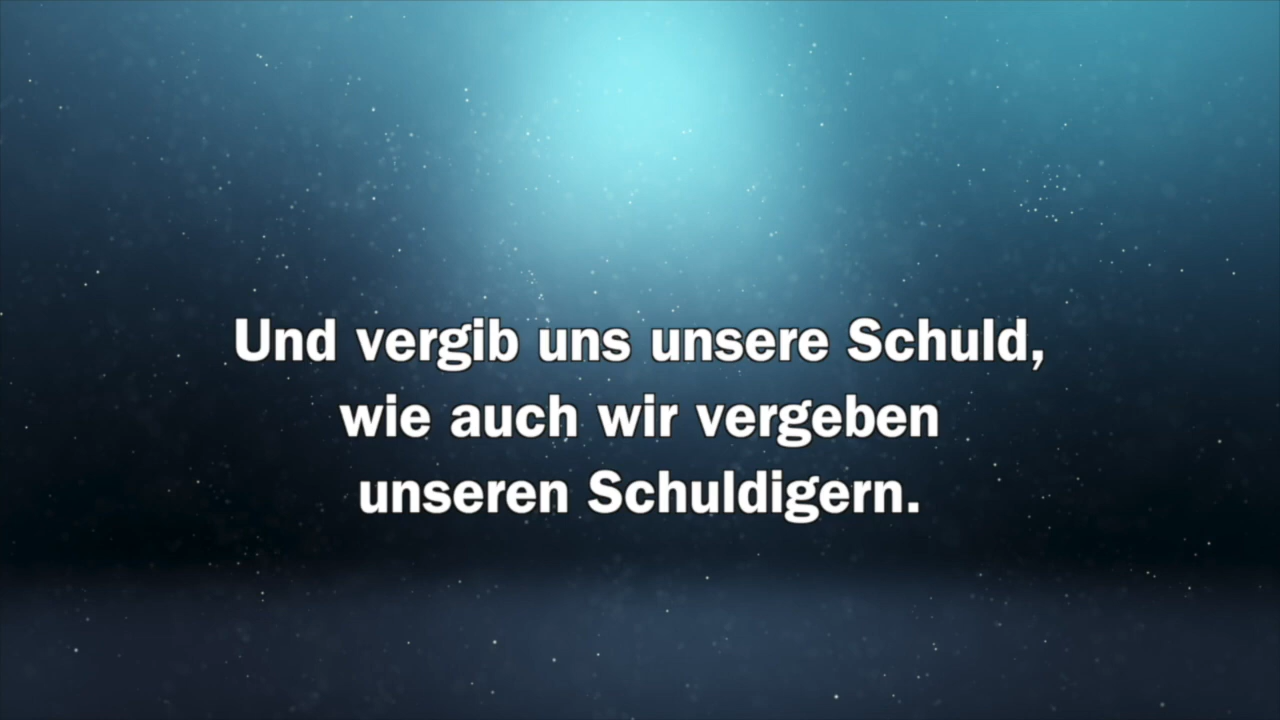 Und vergib uns unsere Schuld,
wie auch wir vergeben
unseren Schuldigern.